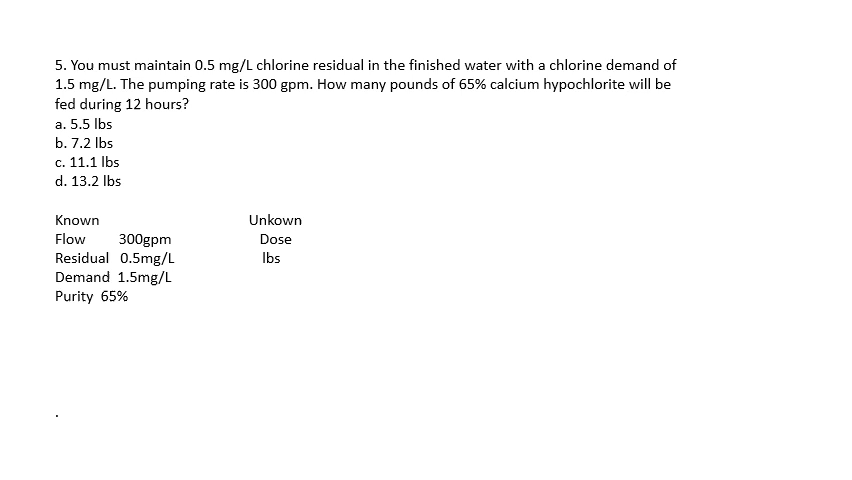 5. You must maintain 0.5 mg/L chlorine residual in the finished water with a chlorine demand of
1.5 mg/L. The pumping rate is 300 gpm. How many pounds of 65% calcium hypochlorite will be
fed during 12 hours?
a. 5.5 lbs
b. 7.2 lbs
c. 11.1 lbs
d. 13.2 lbs
Known Unkown
Flow 300gpm Dose
Residual 0.5mg/L lbs
Demand 1.5mg/L
Purity 65%
.